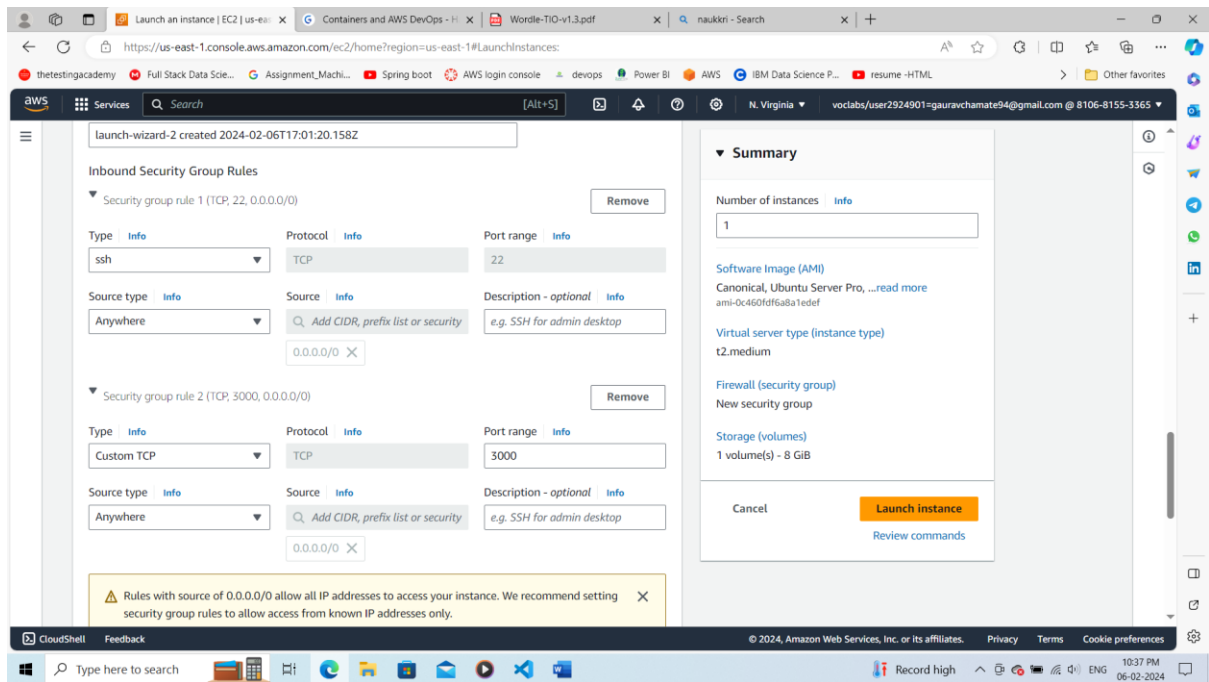 Launch an instance | EC2 | us-eas
Containers and AWS DevOps - H
Wordle-TiO-v1.3.pdf
naukkri - Search
https://us-east-1.console.aws.amazon.com/ec2/home?region=us-east-1#LaunchInstances:
thetestingacademy
Full Stack Data Scie...
Assignment_Machi...
Spring boot
AWS login console
devops
Power BI
AWS
IBM Data Science P...
resume -HTML
Other favorites
aws
Services
Search
[Alt+S]
N. Virginia
voclabs/user2924901=gauravchamate94@gmail.com @ 8106-8155-3365
launch-wizard-2 created 2024-02-06T17:01:20.158Z
Inbound Security Group Rules
Security group rule 1 (TCP, 22, 0.0.0.0/0)
Remove
Type Info
Protocol Info
Port range Info
ssh
TCP
22
Source type Info
Source Info
Description - optional Info
Anywhere
Add CIDR, prefix list or security
e.g. SSH for admin desktop
0.0.0.0/0
Security group rule 2 (TCP, 3000, 0.0.0.0/0)
Remove
Type Info
Protocol Info
Port range Info
Custom TCP
TCP
3000
Source type Info
Source Info
Description - optional Info
Anywhere
Add CIDR, prefix list or security
e.g. SSH for admin desktop
0.0.0.0/0
Rules with source of 0.0.0.0/0 allow all IP addresses to access your instance. We recommend setting
security group rules to allow access from known IP addresses only.
Summary
Number of instances Info
1
Software Image (AMI)
Canonical, Ubuntu Server Pro, ...read more
ami-0c460fdf6a8a1edef
Virtual server type (instance type)
t2.medium
Firewall (security group)
New security group
Storage (volumes)
1 volume(s) - 8 GiB
Cancel
Launch instance
Review commands
CloudShell
Feedback
© 2024, Amazon Web Services, Inc. or its affiliates.
Privacy
Terms
Cookie preferences
Type here to search
Record high
ENG
10:37 PM
06-02-2024